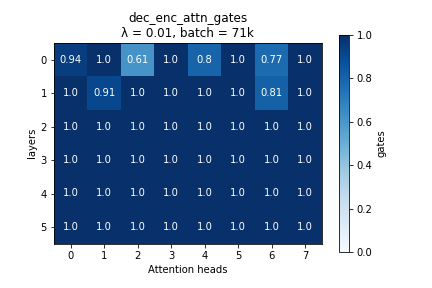 dec_enc_attn_gates
λ = 0.01, batch = 71k
0 0.94 1.0 0.61 1.0 0.8 1.0 0.77 1.0
1 1.0 0.91 1.0 1.0 1.0 1.0 0.81 1.0
2 1.0 1.0 1.0 1.0 1.0 1.0 1.0 1.0
3 1.0 1.0 1.0 1.0 1.0 1.0 1.0 1.0
4 1.0 1.0 1.0 1.0 1.0 1.0 1.0 1.0
5 1.0 1.0 1.0 1.0 1.0 1.0 1.0 1.0
layers
0 1 2 3 4 5 6 7
Attention heads
1.0
0.8
0.6
0.4
0.2
0.0
gates